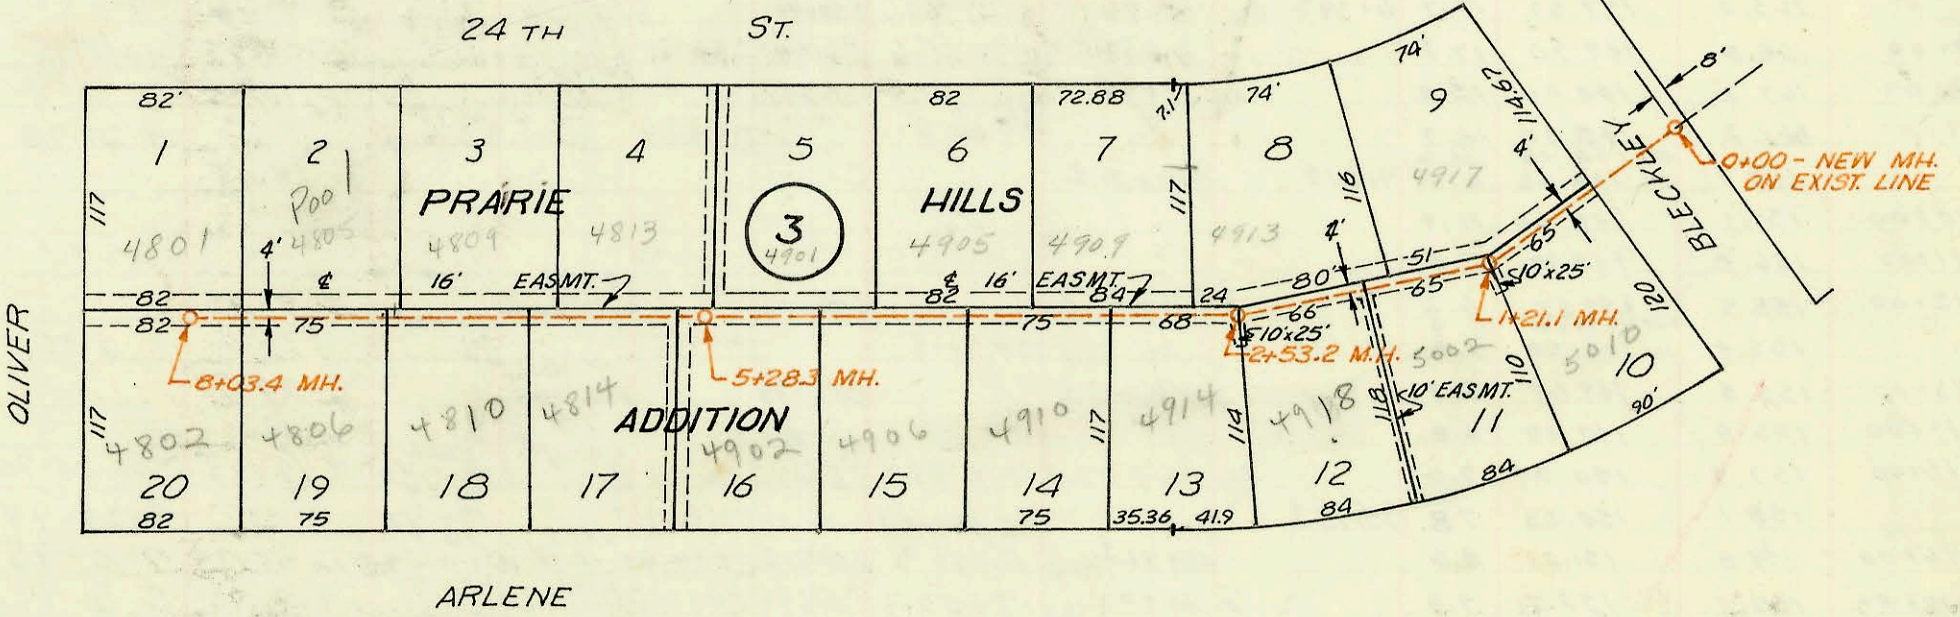 24 TH ST.
82' 82 72.88 7.1 74' 74' 114.67 8'
1 2 3 4 5 6 7 8 9
Pool
117 PRAIRIE 3 HILLS 117 116 4' BLECKLEY
0+00 - NEW MH.
ON EXIST. LINE
4801 4805 4809 4813 4901 4905 4909 4913 4917
4' ℄ 16' EASMT. ℄ 16' EASMT. 4' 51 65
82 82 84 24 80' 65 10'x25' 120
82 75 75 68 66 10'x25' 1+21.1 MH.
OLIVER
8+03.4 MH. 5+28.3 MH. 2+53.2 M.H.
117 ADDITION 117 114 118 10' EASMT. 110
4802 4806 4810 4814 4902 4906 4910 4914 4918 5002 5010
20 19 18 17 16 15 14 13 12 11 10
82 75 75 35.36 41.9 84 84 90'
ARLENE